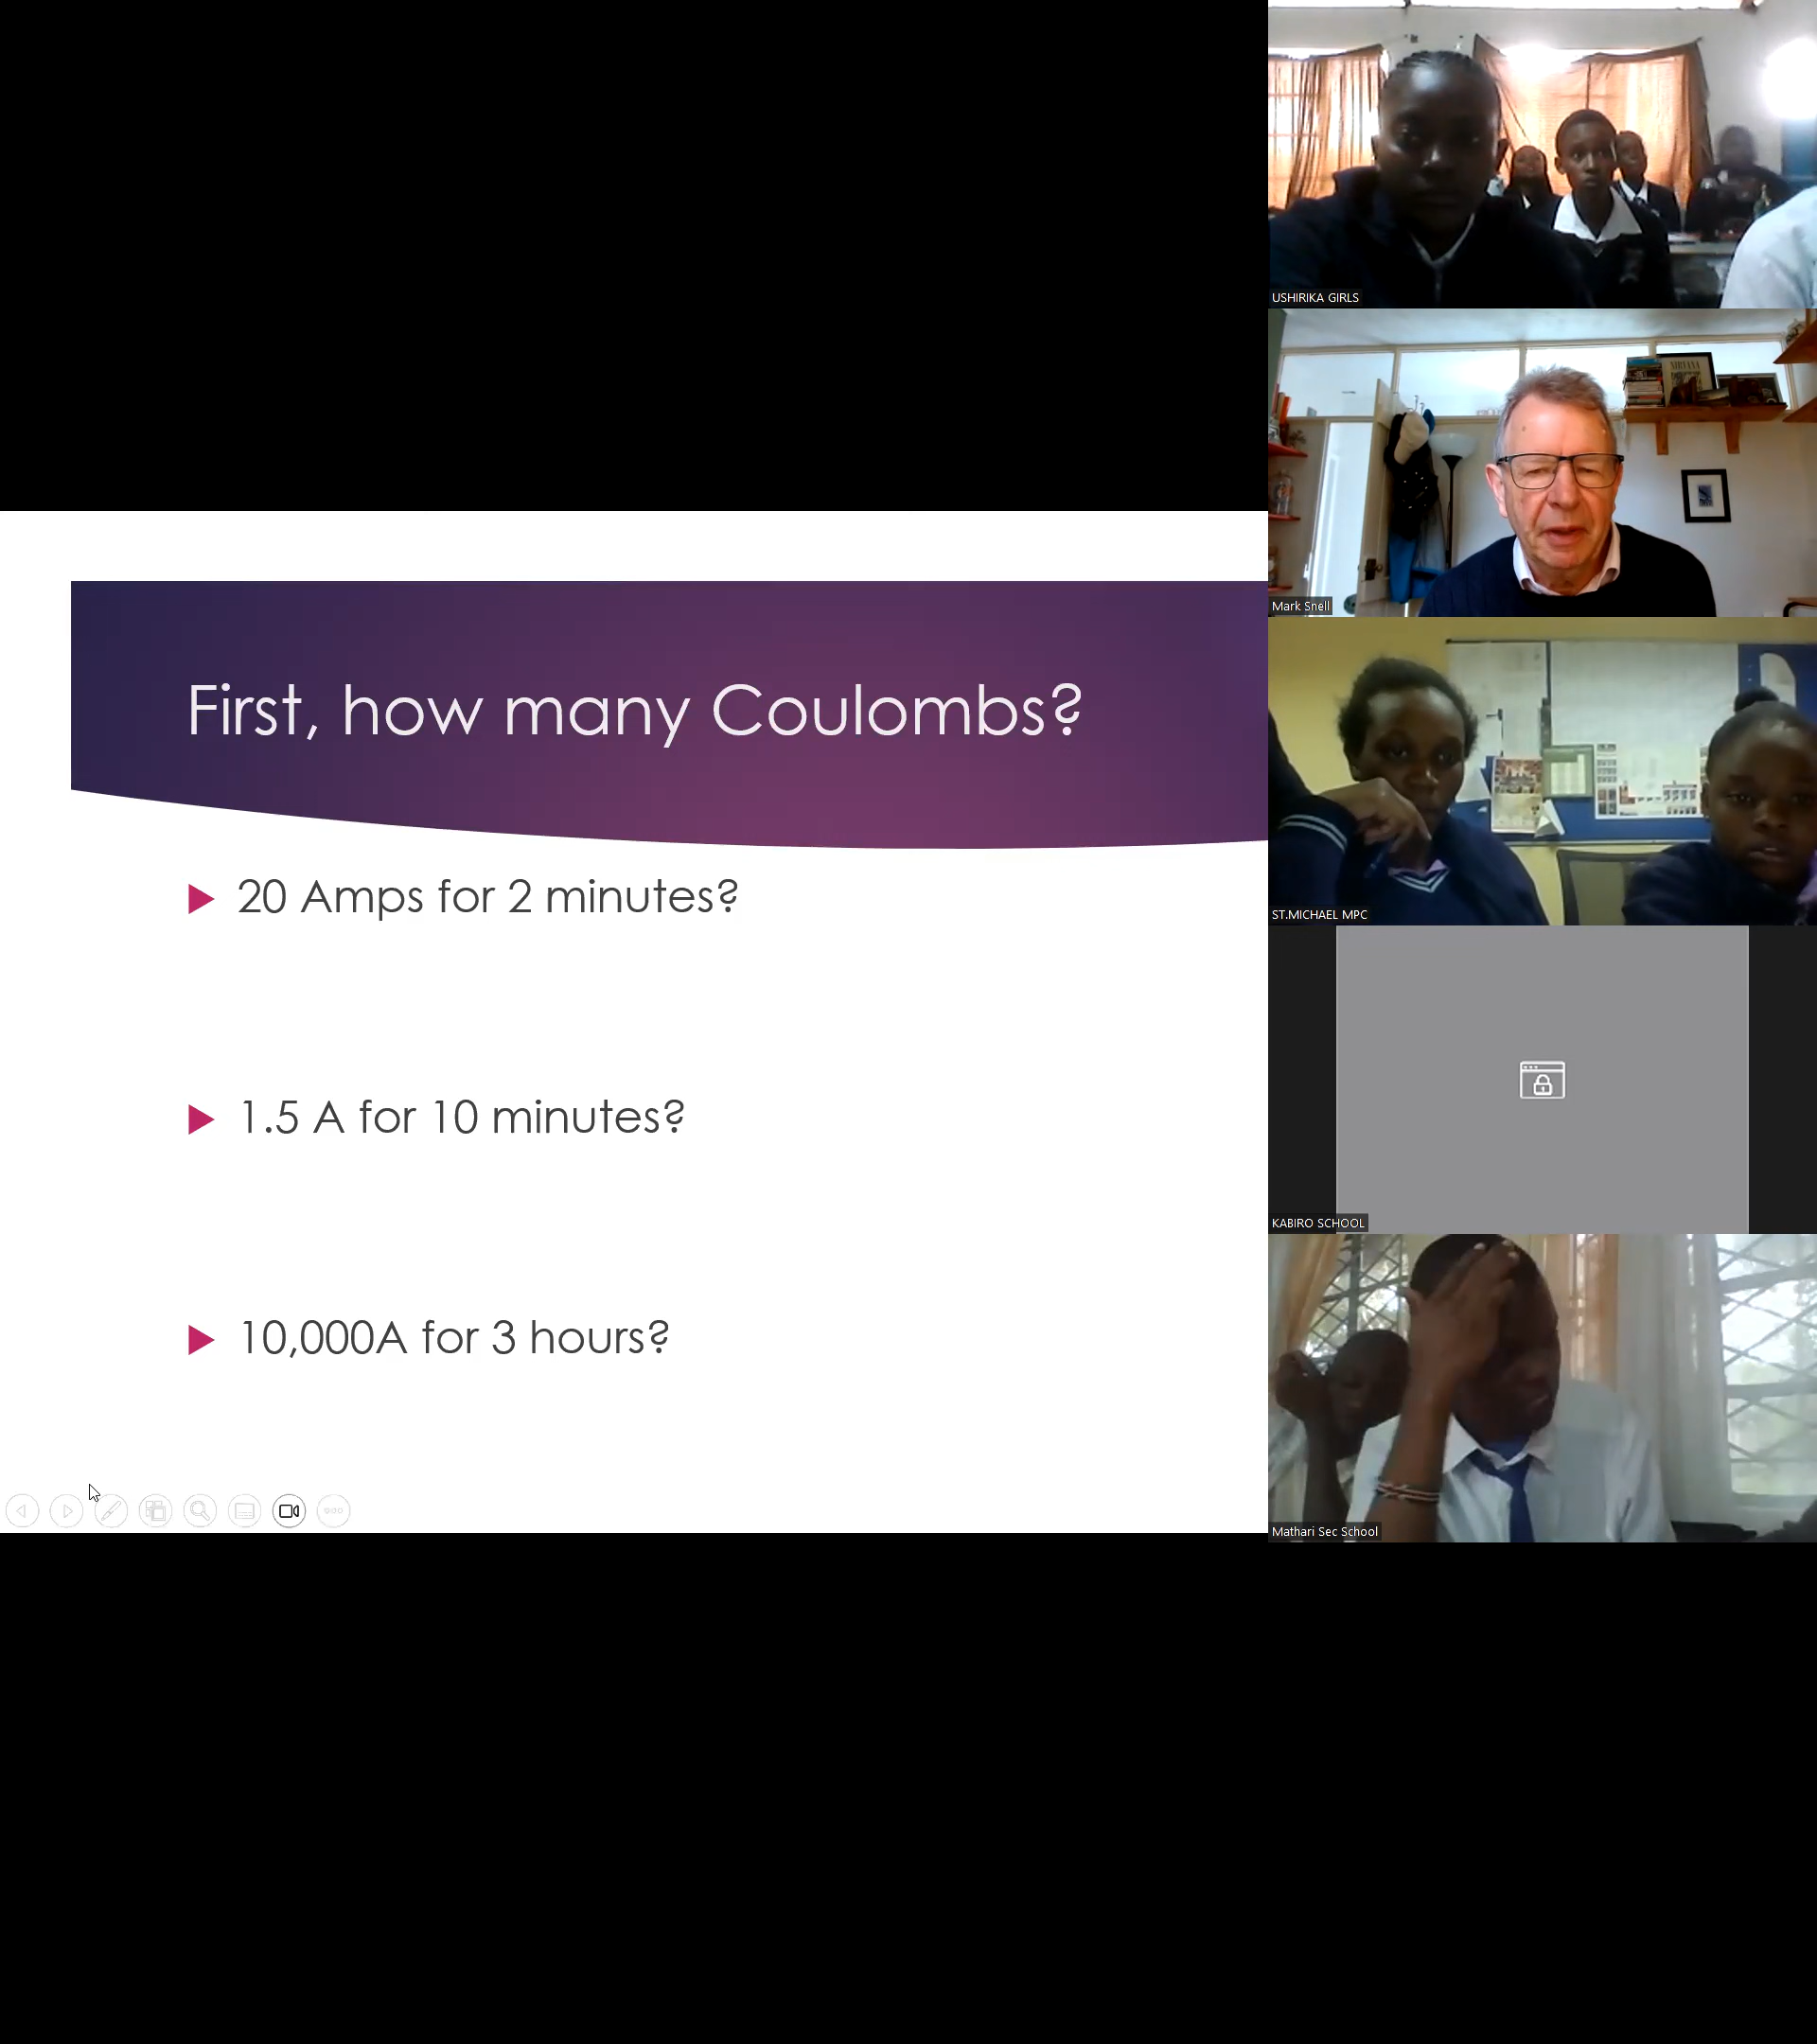 First, how many Coulombs?
20 Amps for 2 minutes?
1.5 A for 10 minutes?
10,000A for 3 hours?
USHIRIKA GIRLS
NIRVANA
Mark Snell
ST.MICHAEL MPC
KABIRO SCHOOL
Mathari Sec School